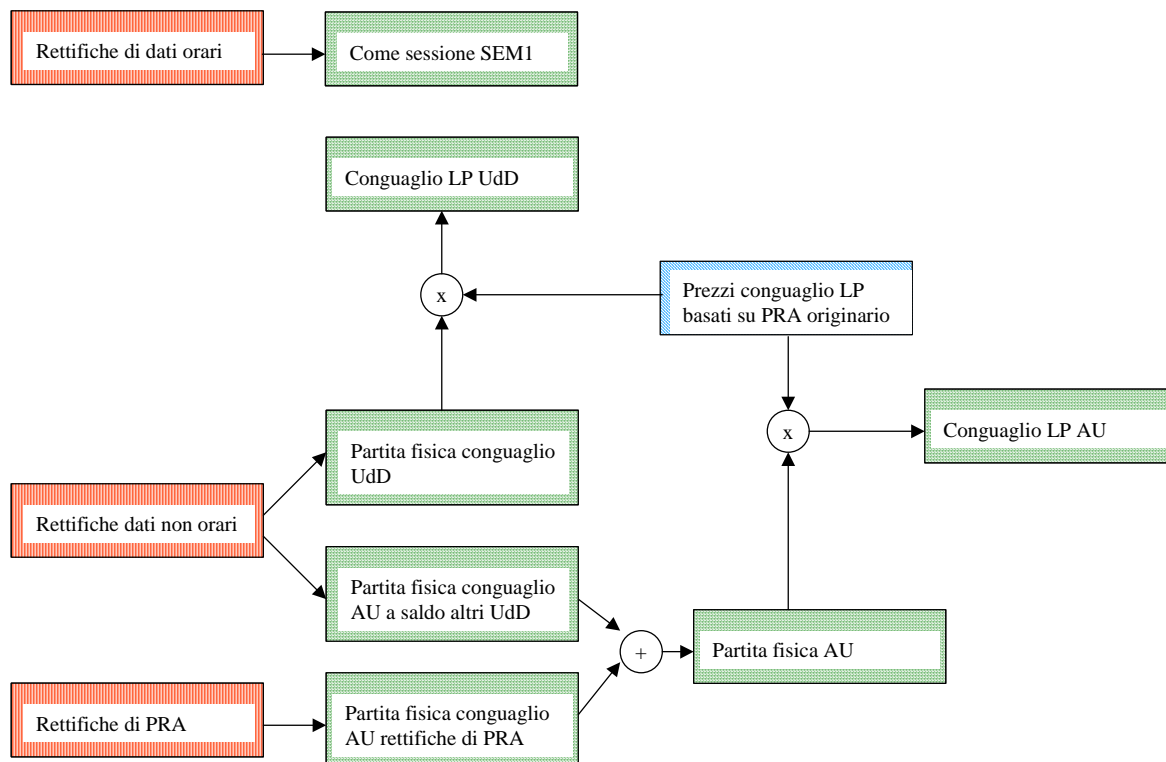 Rettifiche di dati orari
Come sessione SEM1
Conguaglio LP UdD
x
Prezzi conguaglio LP
basati su PRA originario
x
Conguaglio LP AU
Partita fisica conguaglio
UdD
Rettifiche dati non orari
Partita fisica conguaglio
AU a saldo altri UdD
+
Partita fisica AU
Rettifiche di PRA
Partita fisica conguaglio
AU rettifiche di PRA